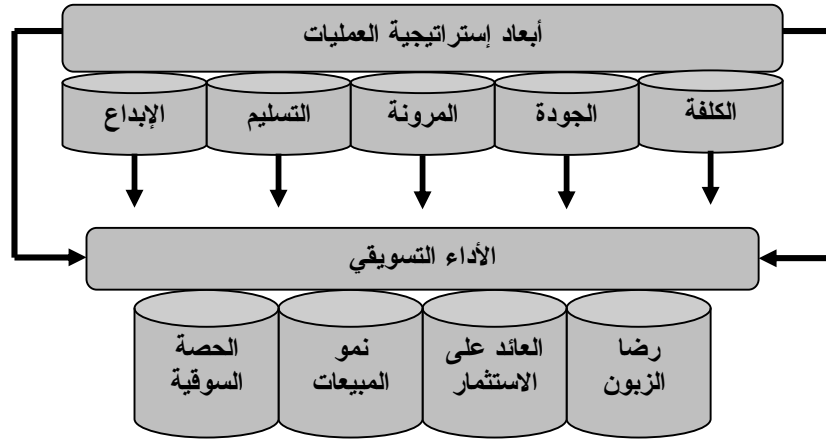 أبعاد إستراتيجية العمليات
الكلفة
الجودة
المرونة
التسليم
الإبداع
الأداء التسويقي
رضا
الزبون
العائد على
الاستثمار
نمو
المبيعات
الحصة
السوقية